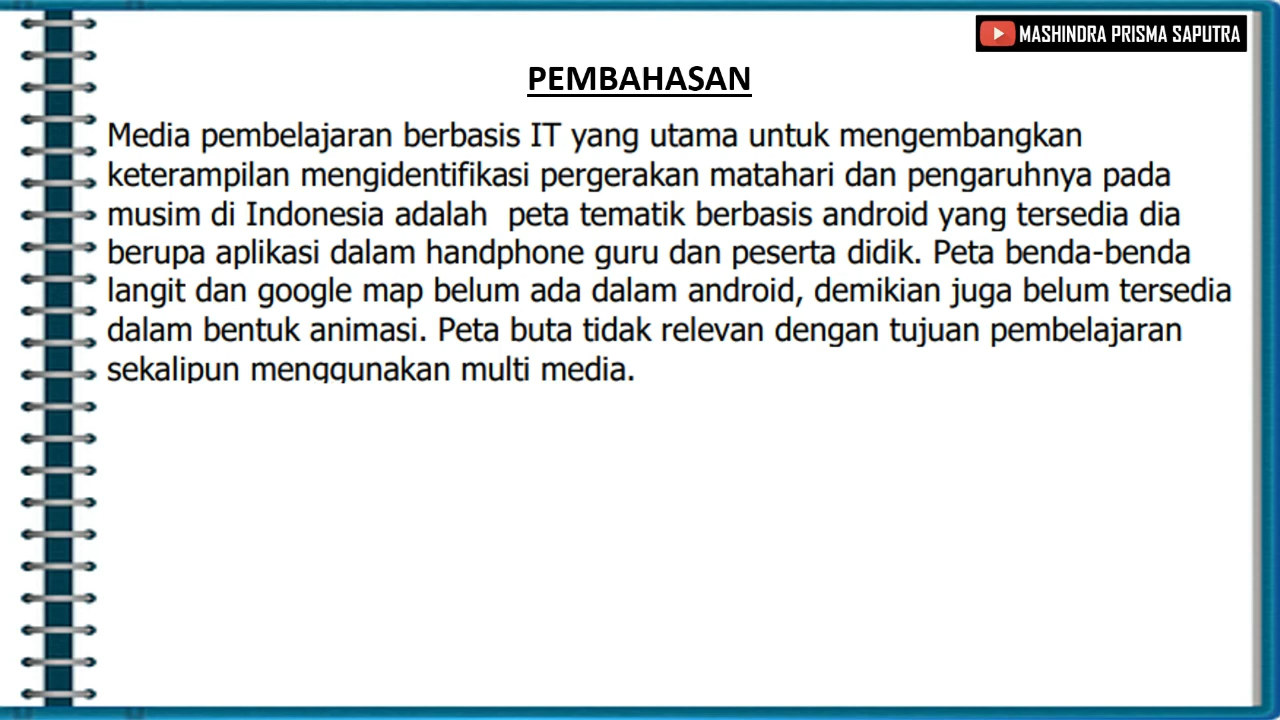 MASHINDRA PRISMA SAPUTRA
PEMBAHASAN
Media pembelajaran berbasis IT yang utama untuk mengembangkan
keterampilan mengidentifikasi pergerakan matahari dan pengaruhnya pada
musim di Indonesia adalah  peta tematik berbasis android yang tersedia dia
berupa aplikasi dalam handphone guru dan peserta didik. Peta benda-benda
langit dan google map belum ada dalam android, demikian juga belum tersedia
dalam bentuk animasi. Peta buta tidak relevan dengan tujuan pembelajaran
sekalipun menggunakan multi media.